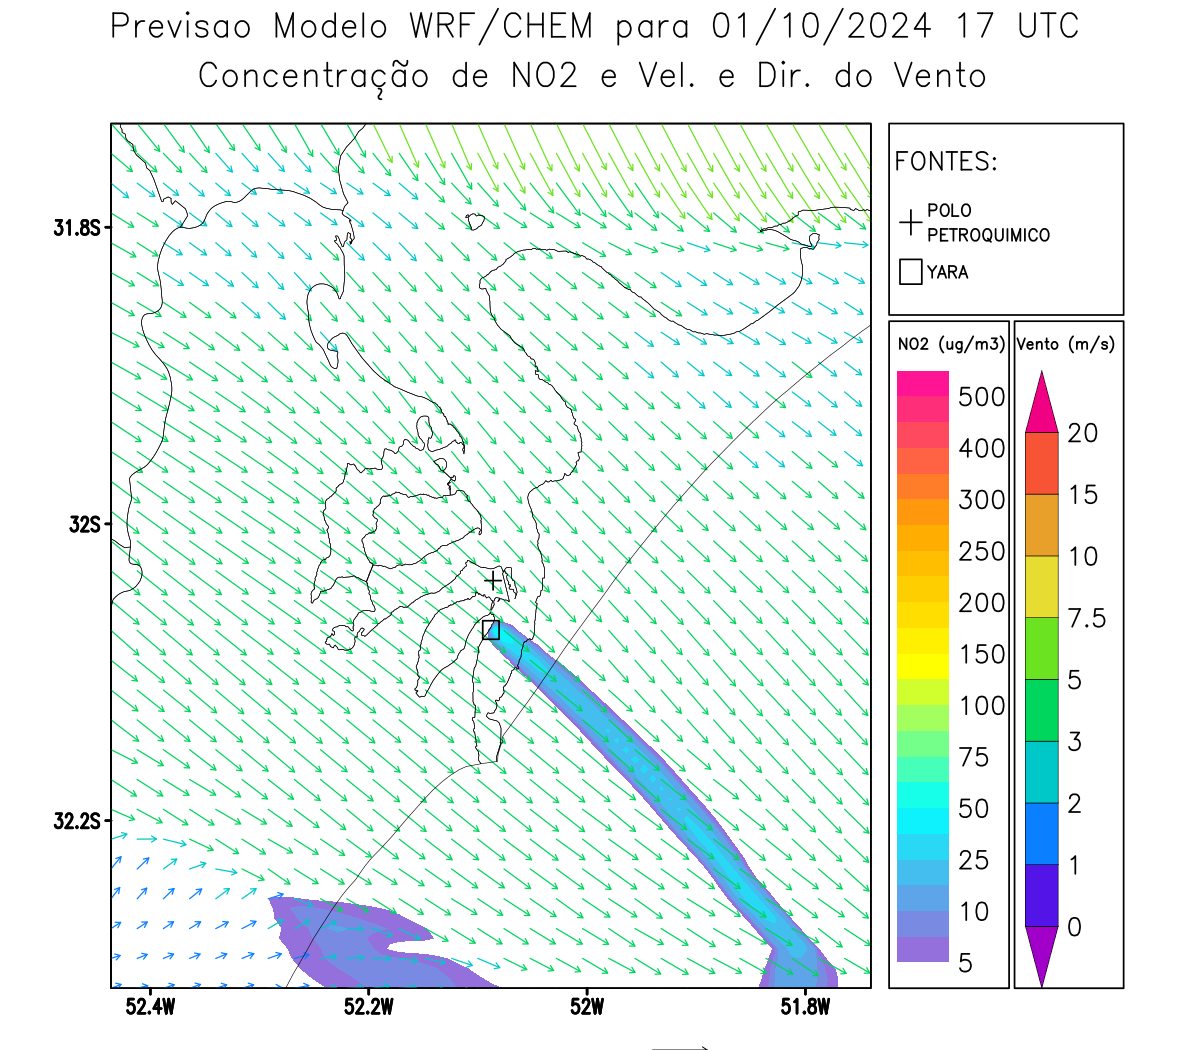 Previsao Modelo WRF/CHEM para 01/10/2024 17 UTC
Concentração de NO2 e Vel. e Dir. do Vento
FONTES:
POLO
PETROQUIMICO
YARA
NO2 (ug/m3)
500
400
300
250
200
150
100
75
50
25
10
5
Vento (m/s)
20
15
10
7.5
5
3
2
1
0
31.8S
32S
32.2S
52.4W
52.2W
52W
51.8W